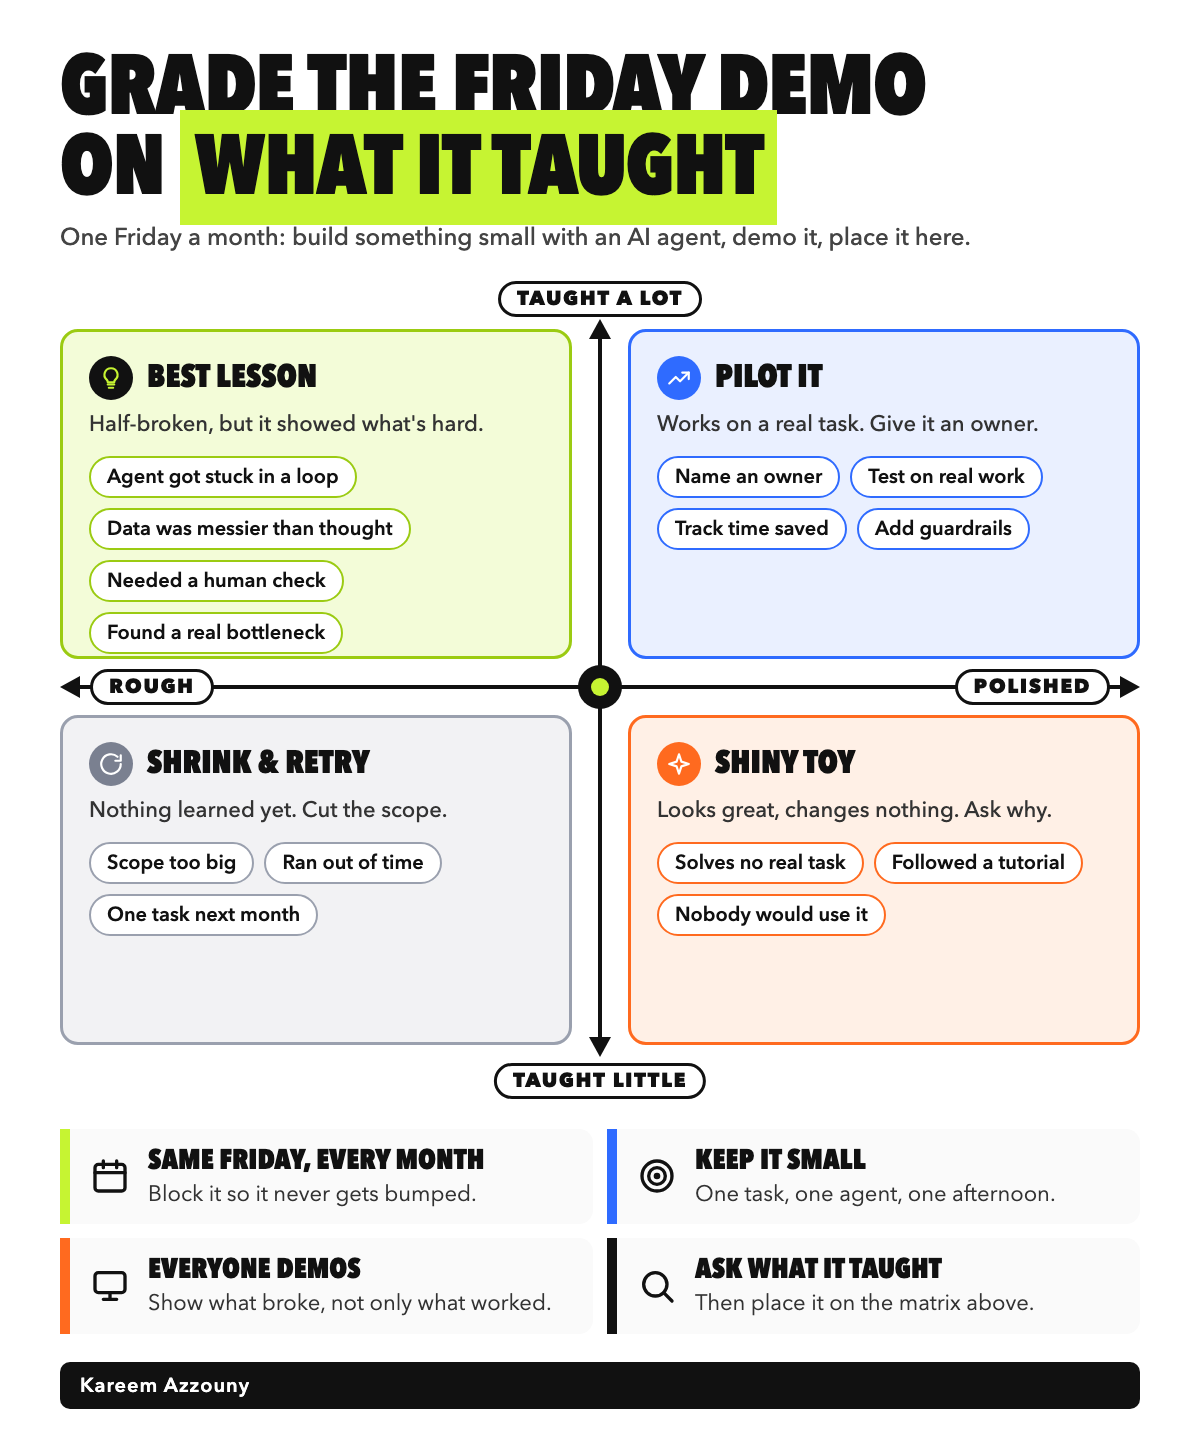 GRADE THE FRIDAY DEMO
ON WHAT IT TAUGHT
One Friday a month: build something small with an AI agent, demo it, place it here.
TAUGHT A LOT
BEST LESSON
Half-broken, but it showed what's hard.
Agent got stuck in a loop
Data was messier than thought
Needed a human check
Found a real bottleneck
PILOT IT
Works on a real task. Give it an owner.
Name an owner
Test on real work
Track time saved
Add guardrails
ROUGH
POLISHED
SHRINK & RETRY
Nothing learned yet. Cut the scope.
Scope too big
Ran out of time
One task next month
SHINY TOY
Looks great, changes nothing. Ask why.
Solves no real task
Followed a tutorial
Nobody would use it
TAUGHT LITTLE
SAME FRIDAY, EVERY MONTH
Block it so it never gets bumped.
KEEP IT SMALL
One task, one agent, one afternoon.
EVERYONE DEMOS
Show what broke, not only what worked.
ASK WHAT IT TAUGHT
Then place it on the matrix above.
Kareem Azzouny